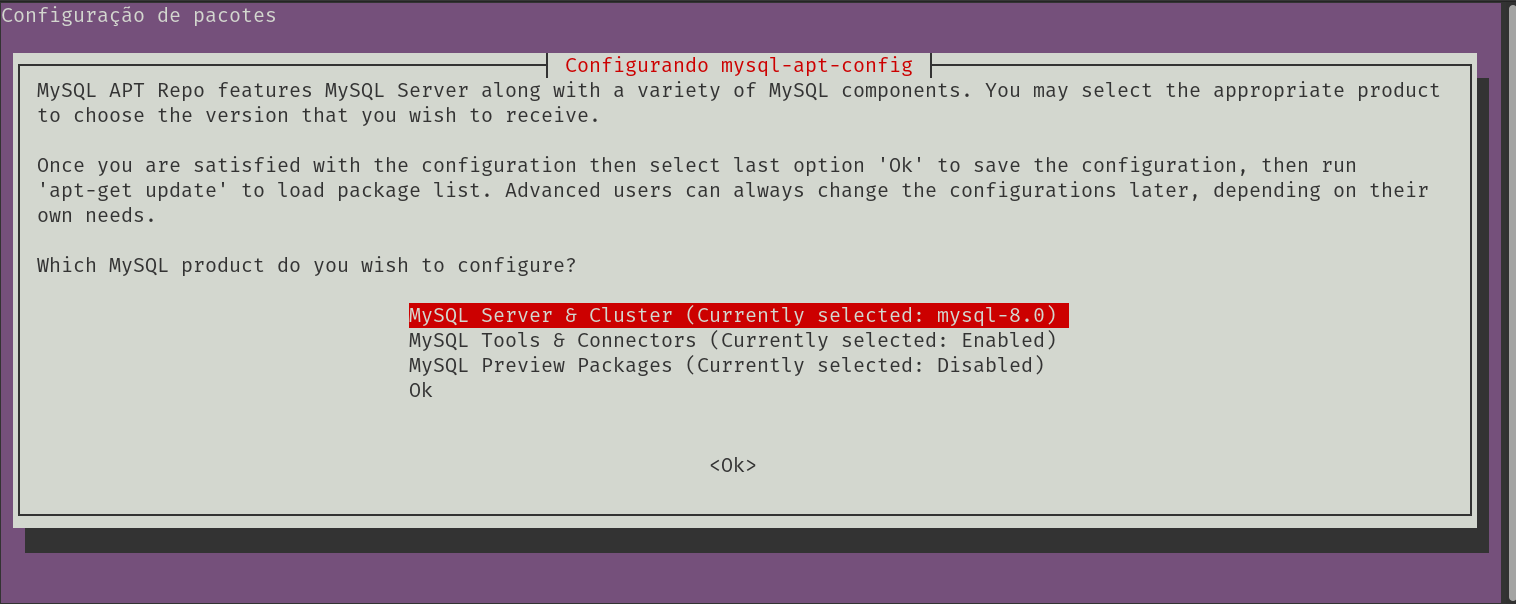 Configuração de pacotes
Configurando mysql-apt-config
MySQL APT Repo features MySQL Server along with a variety of MySQL components. You may select the appropriate product
to choose the version that you wish to receive.
Once you are satisfied with the configuration then select last option 'Ok' to save the configuration, then run
'apt-get update' to load package list. Advanced users can always change the configurations later, depending on their
own needs.
Which MySQL product do you wish to configure?
MySQL Server & Cluster (Currently selected: mysql-8.0)
MySQL Tools & Connectors (Currently selected: Enabled)
MySQL Preview Packages (Currently selected: Disabled)
Ok
<Ok>